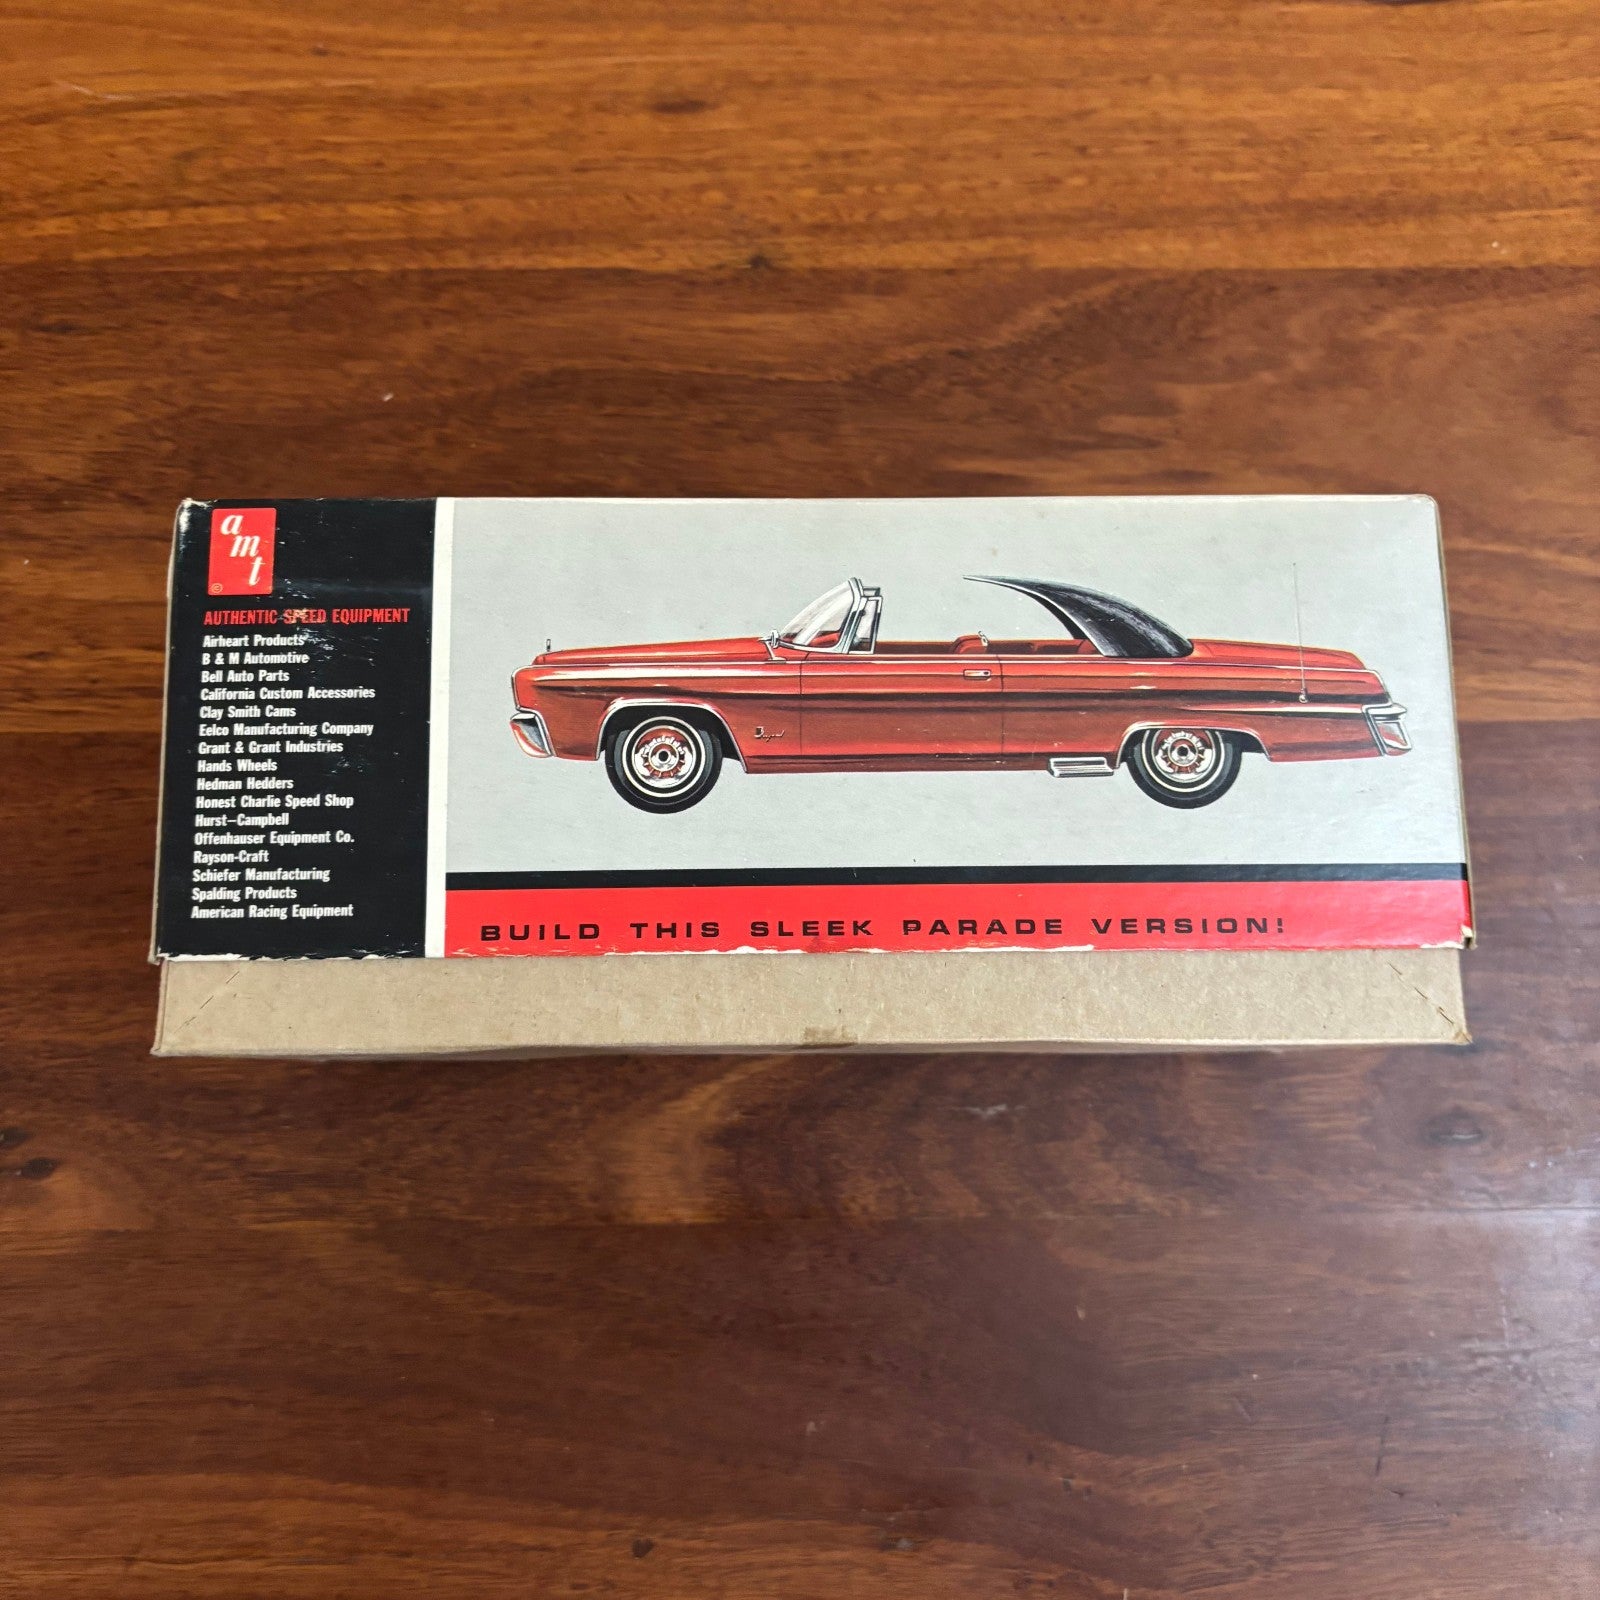 amt
©
AUTHENTIC SPEED EQUIPMENT
Airheart Products
B & M Automotive
Bell Auto Parts
California Custom Accessories
Clay Smith Cams
Eelco Manufacturing Company
Grant & Grant Industries
Hands Wheels
Hedman Hedders
Honest Charlie Speed Shop
Hurst—Campbell
Offenhauser Equipment Co.
Rayson-Craft
Schiefer Manufacturing
Spalding Products
American Racing Equipment
BUILD THIS SLEEK PARADE VERSION!